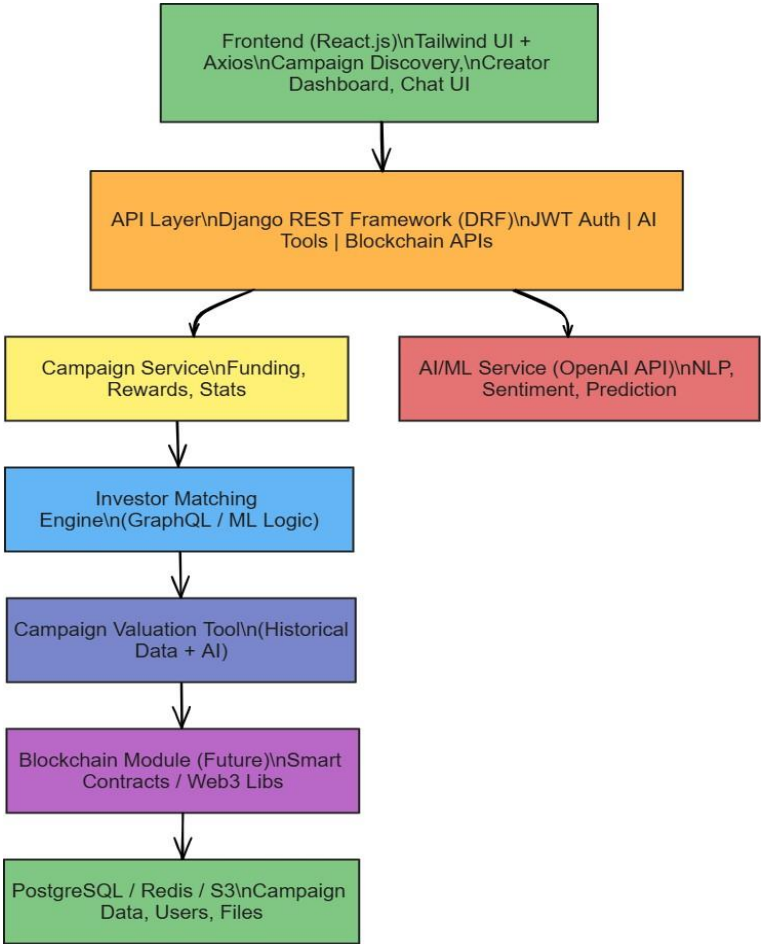 Frontend (React.js)\nTailwind UI +
Axios\nCampaign Discovery,\nCreator
Dashboard, Chat UI
API Layer\nDjango REST Framework (DRF)\nJWT Auth | AI
Tools | Blockchain APIs
Campaign Service\nFunding,
Rewards, Stats
AI/ML Service (OpenAI API)\nNLP,
Sentiment, Prediction
Investor Matching
Engine\n(GraphQL / ML Logic)
Campaign Valuation Tool\n(Historical
Data + AI)
Blockchain Module (Future)\nSmart
Contracts / Web3 Libs
PostgreSQL / Redis / S3\nCampaign
Data, Users, Files